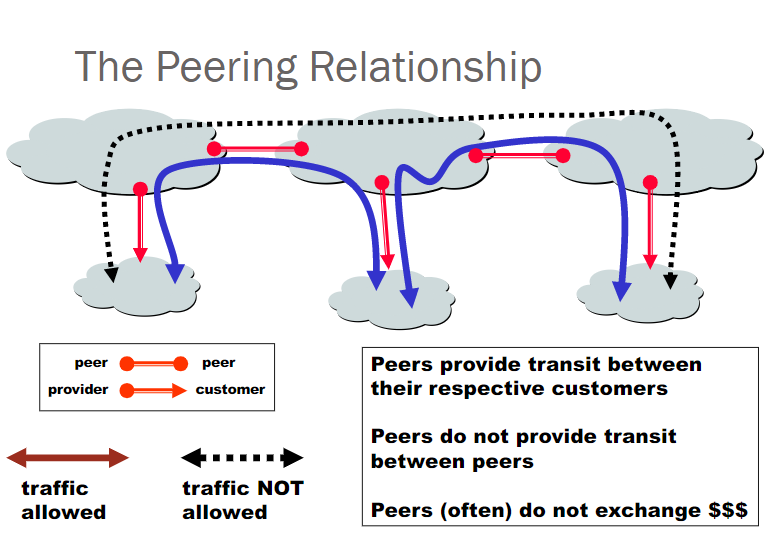 The Peering Relationship
peer peer
provider customer
traffic
allowed
traffic NOT
allowed
Peers provide transit between
their respective customers
Peers do not provide transit
between peers
Peers (often) do not exchange $$$